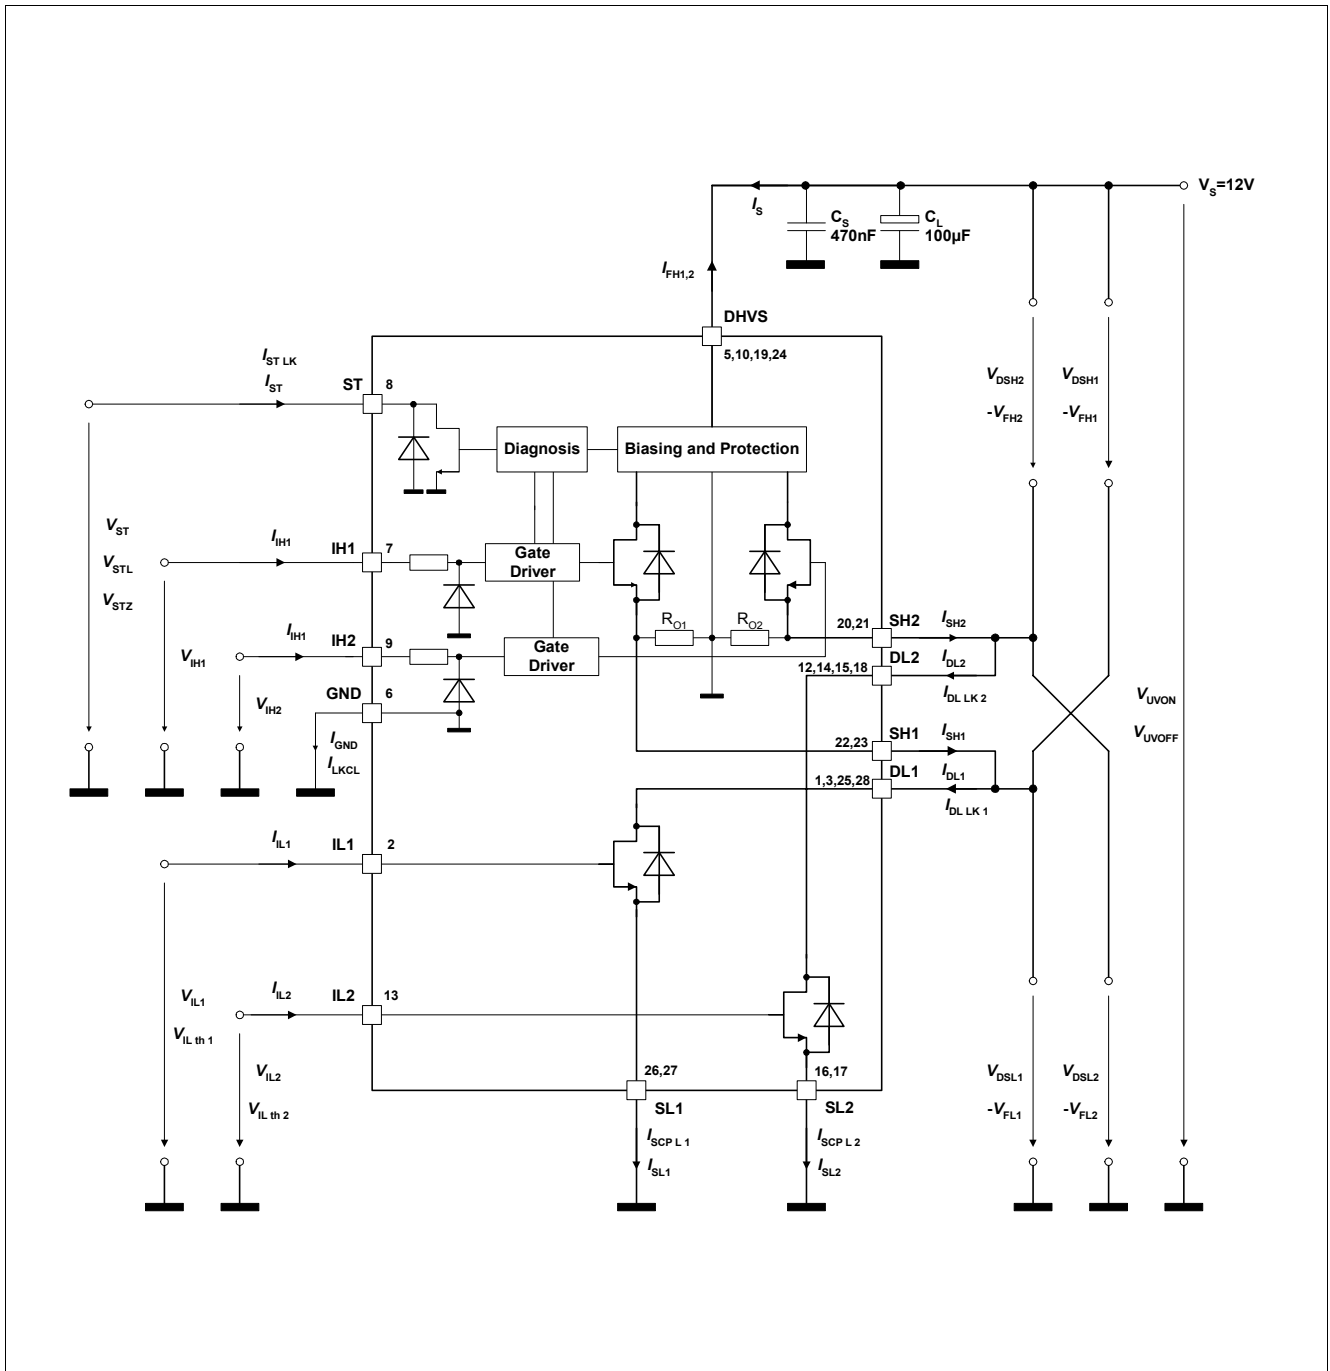 V_S=12V
I_S
C_S
470nF
C_L
100µF
I_FH1,2
DHVS
5,10,19,24
I_ST LK
I_ST
ST
8
V_DSH2
-V_FH2
V_DSH1
-V_FH1
Diagnosis
Biasing and Protection
V_ST
V_STL
V_STZ
I_IH1
IH1
7
Gate
Driver
R_O1
R_O2
20,21
SH2
I_SH2
I_IH1
IH2
9
Gate
Driver
12,14,15,18
DL2
I_DL2
I_DL LK 2
V_IH1
V_IH2
GND
6
I_GND
I_LKCL
V_UVON
V_UVOFF
22,23
SH1
I_SH1
1,3,25,28
DL1
I_DL1
I_DL LK 1
I_IL1
IL1
2
V_IL1
V_IL th 1
I_IL2
IL2
13
V_IL2
V_IL th 2
26,27
SL1
16,17
SL2
I_SCP L 1
I_SL1
I_SCP L 2
I_SL2
V_DSL1
-V_FL1
V_DSL2
-V_FL2